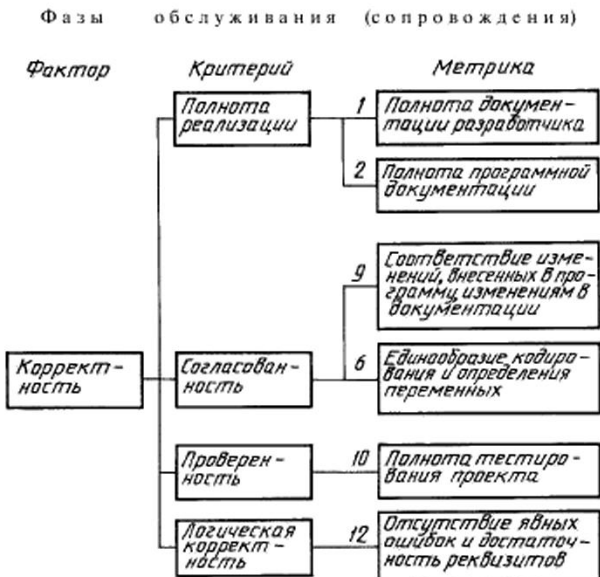 Фазы обслуживания (сопровождения)
Фактор Критерий Метрика
Полнота
реализации
1
Полнота докумен-
тации разработчика
2
Полнота программной
документации
9
Соответствие изме-
нений, внесенных в про-
грамму, изменениям в
документации
Коррект-
ность
Согласован-
ность
6
Единообразие кодиро-
вания и определения
переменных
Проверен-
ность
10
Полнота тестиро-
вания проекта
Логическая
коррект-
ность
12
Отсутствие явных
ошибок и достаточ-
ность реквизитов